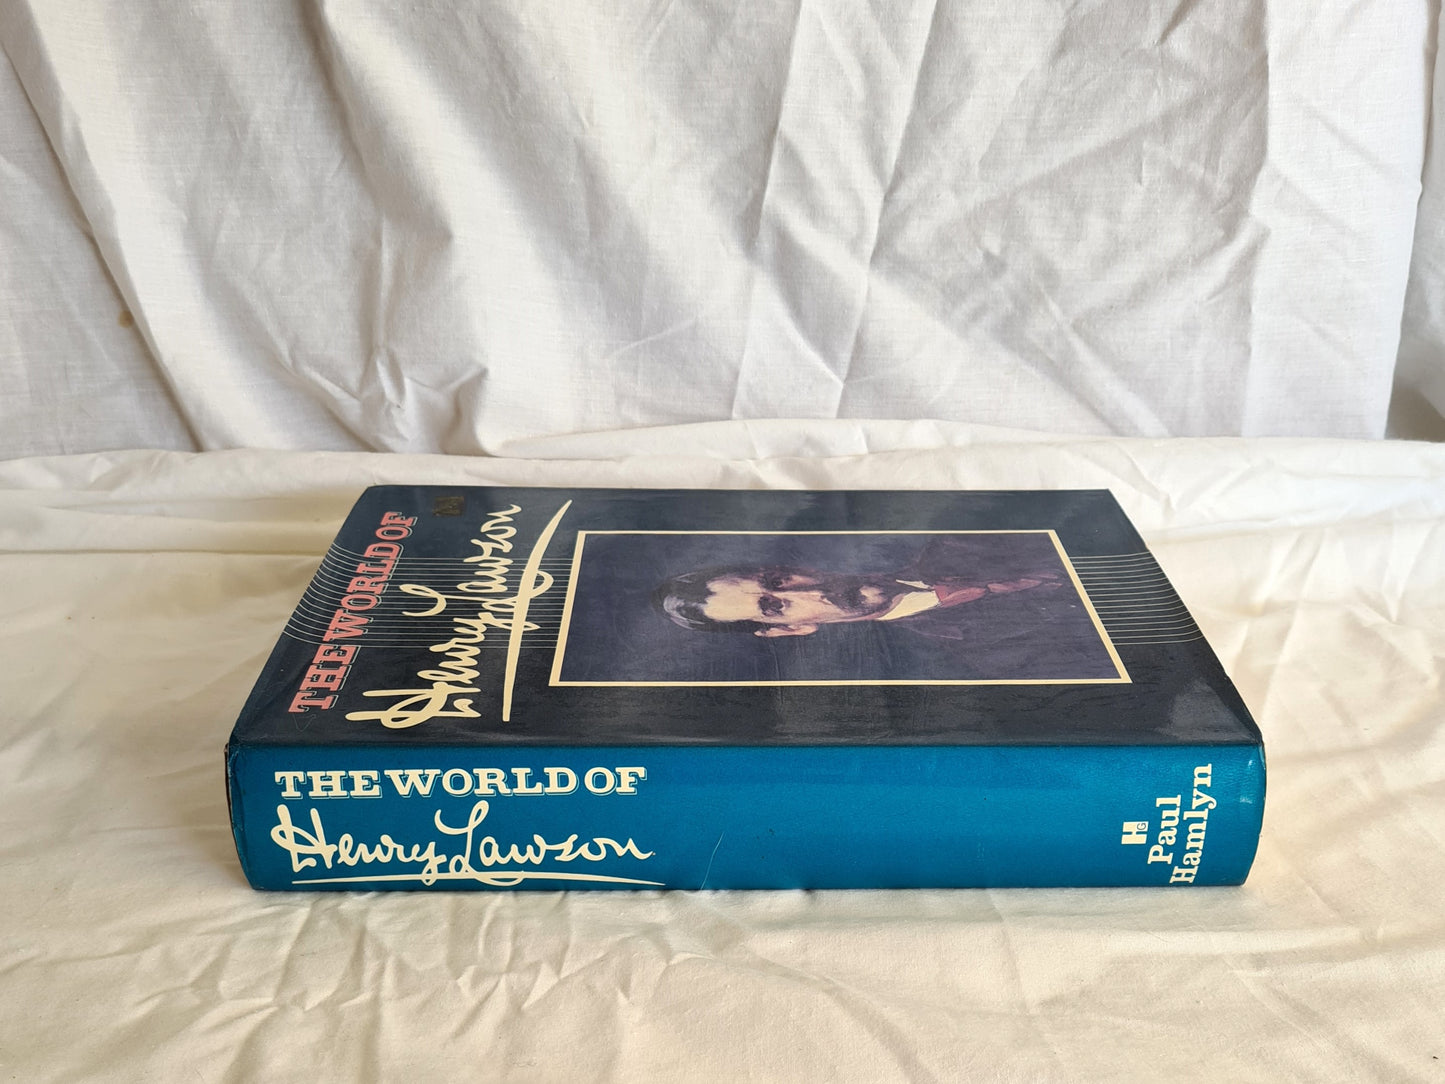 THE WORLD OF
Henry Lawson
THE WORLD OF
Henry Lawson
HG
Paul
Hamlyn